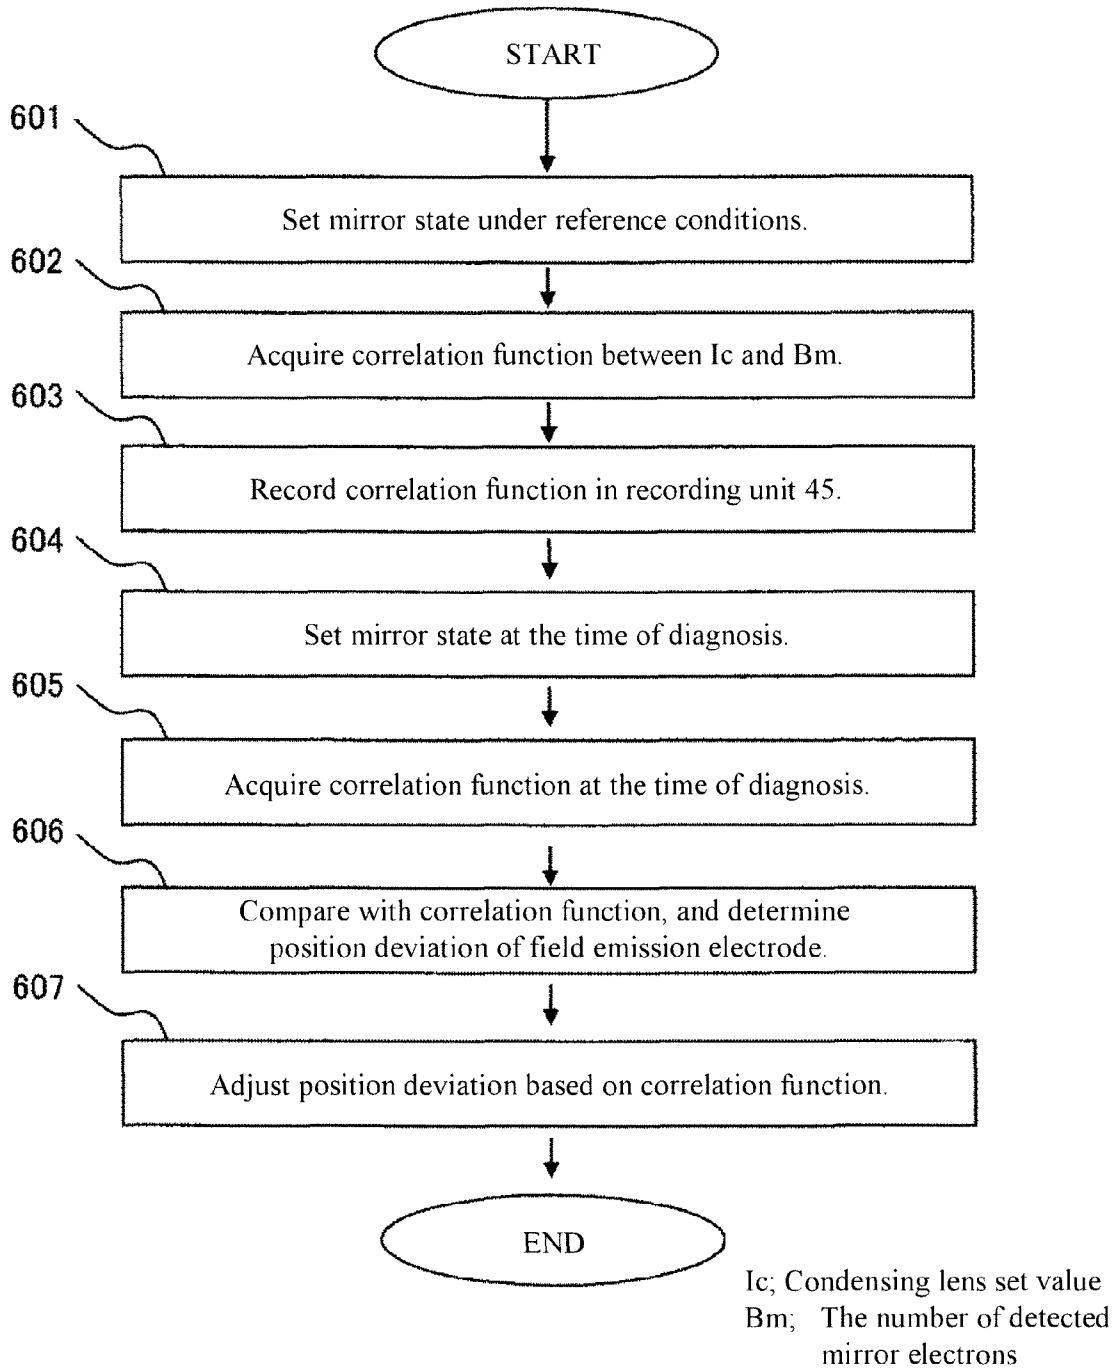 START
601
Set mirror state under reference conditions.
602
Acquire correlation function between Ic and Bm.
603
Record correlation function in recording unit 45.
604
Set mirror state at the time of diagnosis.
605
Acquire correlation function at the time of diagnosis.
606
Compare with correlation function, and determine
position deviation of field emission electrode.
607
Adjust position deviation based on correlation function.
END
Ic; Condensing lens set value
Bm; The number of detected
mirror electrons